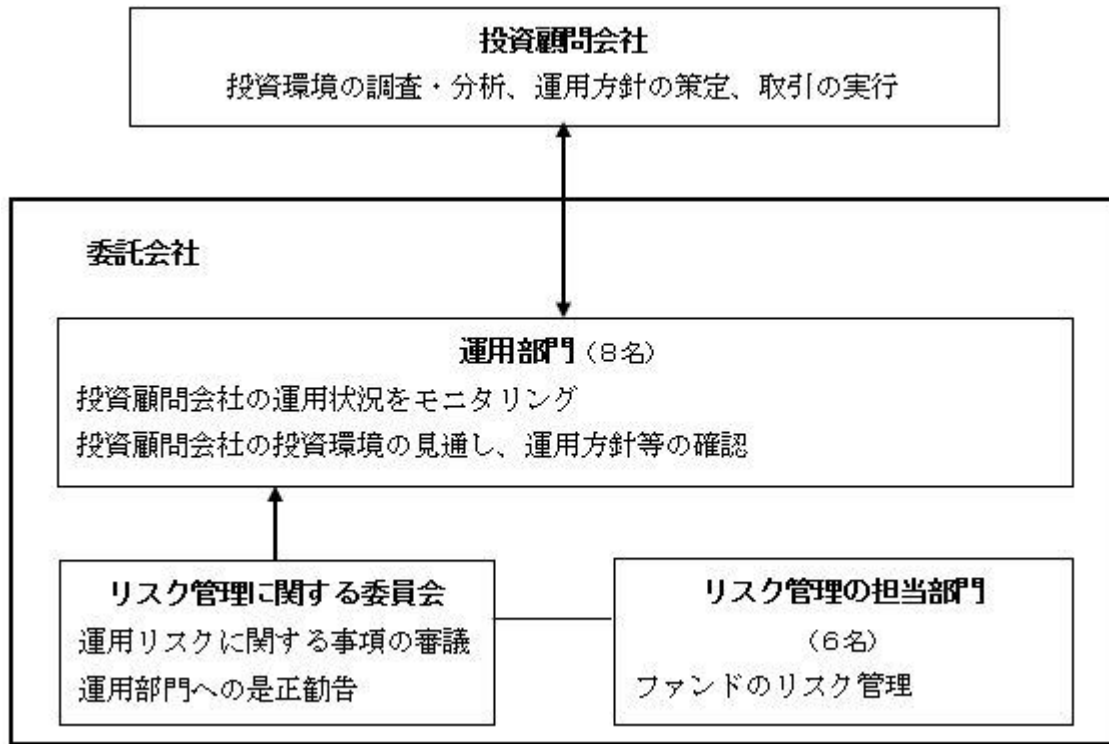 投資顧問会社
投資環境の調査・分析、運用方針の策定、取引の実行
委託会社
運用部門（8名）
投資顧問会社の運用状況をモニタリング
投資顧問会社の投資環境の見通し、運用方針等の確認
リスク管理に関する委員会
運用リスクに関する事項の審議
運用部門への是正勧告
リスク管理の担当部門
（6名）
ファンドのリスク管理